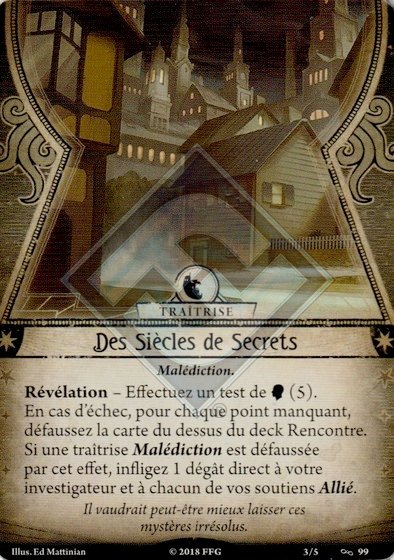 TRAÎTRISE
Des Siècles de Secrets
Malédiction.
Révélation – Effectuez un test de (5).
En cas d'échec, pour chaque point manquant,
défaussez la carte du dessus du deck Rencontre.
Si une traîtrise Malédiction est défaussée
par cet effet, infligez 1 dégât direct à votre
investigateur et à chacun de vos soutiens Allié.
Il vaudrait peut-être mieux laisser ces
mystères irrésolus.
Illus. Ed Mattinian © 2018 FFG 3/5 99